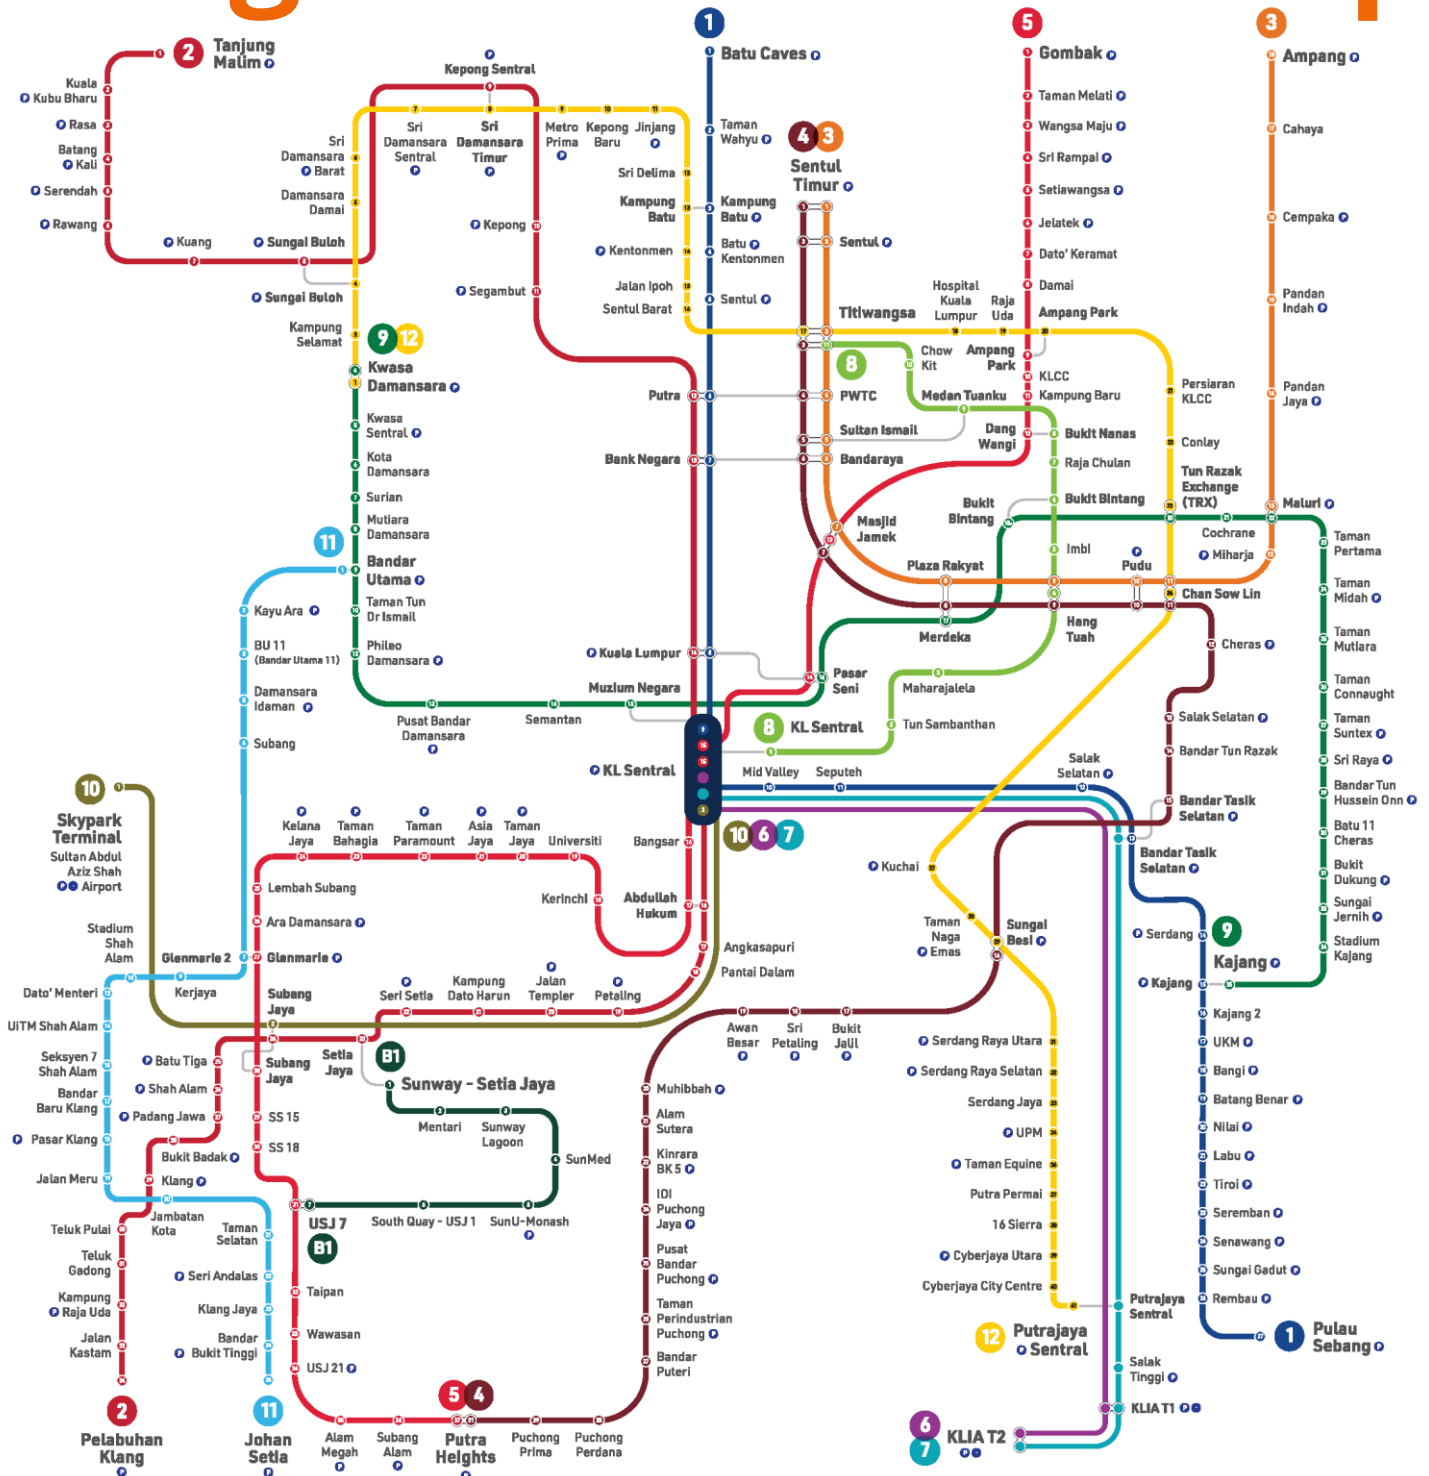 2
Tanjung
Malim P
Kuala
P Kubu Bharu
P Rasa
Batang
P Kali
P Serendah
P Rawang
P Kuang
P Sungai Buloh
P Sungai Buloh
Kampung
Selamat
9 12
Kwasa
Damansara P
Kwasa
Sentral P
Kota
Damansara
Surian
Mutiara
Damansara
11
Bandar
Utama P
Taman Tun
Dr Ismail
Phileo
Damansara P
Sri
Damansara
P Barat
Damansara
Damai
Sri
Damansara
Sentral
P
P
Kepong Sentral
Sri
Damansara
Timur
P
Metro
Prima
P
Kepong
Baru
Jinjang
P
Sri Delima
Kampung
Batu
P Kentonmen
Jalan Ipoh
Sentul Barat
P Kepong
P Segambut
1
Batu Caves P
Taman
Wahyu P
Kampung
Batu P
Batu P
Kentonmen
Sentul P
4 3
Sentul
Timur P
Sentul P
Titiwangsa
8
PWTC
Sultan Ismail
Bandaraya
Putra
Bank Negara
Masjid
Jamek
Hospital
Kuala
Lumpur
Raja
Uda
Ampang Park
Chow
Kit
Ampang
Park
Medan Tuanku
5
Gombak P
Taman Melati P
Wangsa Maju P
Sri Rampai P
Setiawangsa P
Jelatek P
Dato' Keramat
Damai
KLCC
Kampung Baru
Dang
Wangi
Bukit Nanas
Raja Chulan
Bukit Bintang
Bukit
Bintang
Imbi
Persiaran
KLCC
Conlay
Tun Razak
Exchange
(TRX)
3
Ampang P
Cahaya
Cempaka P
Pandan
Indah P
Pandan
Jaya P
Maluri P
Cochrane
P Miharja
P
Pudu
Plaza Rakyat
Merdeka
Chan Sow Lin
Hang
Tuah
Taman
Pertama
Taman
Midah P
Taman
Mutiara
Taman
Connaught
Taman
Suntex P
Sri Raya P
Bandar Tun
Hussein Onn P
Batu 11
Cheras
Bukit
Dukung P
Sungai
Jernih P
Stadium
Kajang
9
Kajang P
Kayu Ara P
BU 11
(Bandar Utama 11)
Damansara
Idaman P
Subang
Pusat Bandar
Damansara
P
Semantan
Muzium Negara
P Kuala Lumpur
Pasar
Seni
Maharajalela
Tun Sambanthan
8 KL Sentral
P KL Sentral
10 6 7
Mid Valley
Seputeh
Salak
Selatan P
Cheras P
Salak Selatan P
Bandar Tun Razak
Bandar Tasik
Selatan P
Bandar Tasik
Selatan P
P Kuchai
Taman
Naga
P Emas
Sungai
Besi P
10
Skypark
Terminal
Sultan Abdul
Aziz Shah
P Airport
P
Kelana
Jaya
P
Taman
Bahagia
P
Taman
Paramount
P
Asia
Jaya
P
Taman
Jaya
Universiti
Kerinchi
Bangsar
Abdullah
Hukum
Angkasapuri
Pantai Dalam
Lembah Subang
Ara Damansara P
Glenmarie P
Glenmarie 2
Kerjaya
Stadium
Shah
Alam
Dato' Menteri
UiTM Shah Alam
Seksyen 7
Shah Alam
Bandar
Baru Klang
P Pasar Klang
Jalan Meru
Subang
Jaya
Subang
Jaya
Setia
Jaya
P
Seri Setia
Kampung
Dato Harun
P
Jalan
Templer
P
Petaling
P Batu Tiga
P Shah Alam
P Padang Jawa
Bukit Badak P
Klang P
Jambatan
Kota
Teluk Pulai
Teluk
Gadong
Kampung
P Raja Uda
Jalan
Kastam
2
Pelabuhan
Klang
P
Taman
Selatan
P Seri Andalas
Klang Jaya
Bandar
P Bukit Tinggi
11
Johan
Setia
P
B1
Sunway - Setia Jaya
Mentari
Sunway
Lagoon
SunMed
SunU-Monash
P
South Quay - USJ 1
USJ 7
B1
SS 15
SS 18
Taipan
Wawasan
USJ 21 P
Alam
Megah
P
Subang
Alam
P
5 4
Putra
Heights
P
Puchong
Prima
Puchong
Perdana
Awan
Besar
P
Sri
Petaling
P
Bukit
Jalil
P
Muhibbah P
Alam
Sutera
Kinrara
BK 5 P
IOI
Puchong
Jaya P
Pusat
Bandar
Puchong P
Taman
Perindustrian
Puchong P
Bandar
Puteri
P Serdang Raya Utara
P Serdang Raya Selatan
Serdang Jaya
P UPM
P Taman Equine
Putra Permai
16 Sierra
P Cyberjaya Utara
Cyberjaya City Centre
12
Putrajaya
P Sentral
Putrajaya
Sentral
Salak
Tinggi P
KLIA T1 P
6
7
KLIA T2
P
P Serdang
P Kajang
Kajang 2
UKM P
Bangi P
Batang Benar P
Nilai P
Labu P
Tiroi P
Seremban P
Senawang P
Sungai Gadut P
Rembau P
1
Pulau
Sebang P